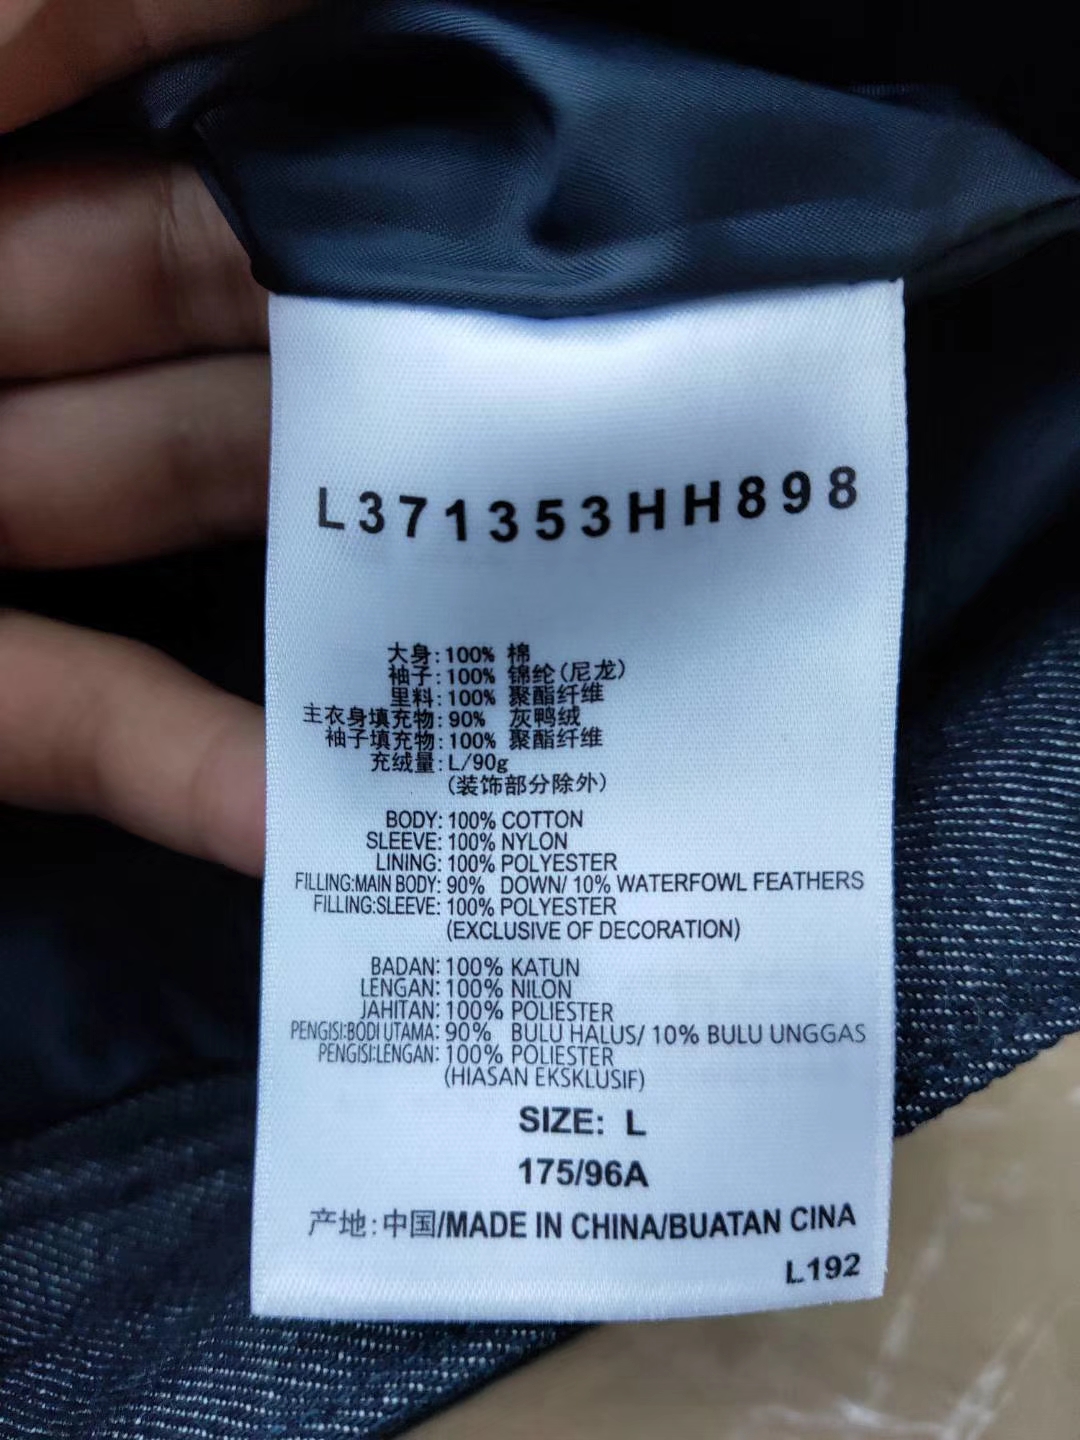 L371353HH898
大身:100% 棉
袖子:100% 锦纶(尼龙)
里料:100% 聚酯纤维
主衣身填充物:90% 灰鸭绒
袖子填充物:100% 聚酯纤维
充绒量:L/90g
(装饰部分除外)
BODY:100% COTTON
SLEEVE:100% NYLON
LINING:100% POLYESTER
FILLING:MAIN BODY:90% DOWN/ 10% WATERFOWL FEATHERS
FILLING:SLEEVE:100% POLYESTER
(EXCLUSIVE OF DECORATION)
BADAN:100% KATUN
LENGAN:100% NILON
JAHITAN:100% POLIESTER
PENGISI:BODI UTAMA:90% BULU HALUS/ 10% BULU UNGGAS
PENGISI:LENGAN:100% POLIESTER
(HIASAN EKSKLUSIF)
SIZE: L
175/96A
产地:中国/MADE IN CHINA/BUATAN CINA
L192